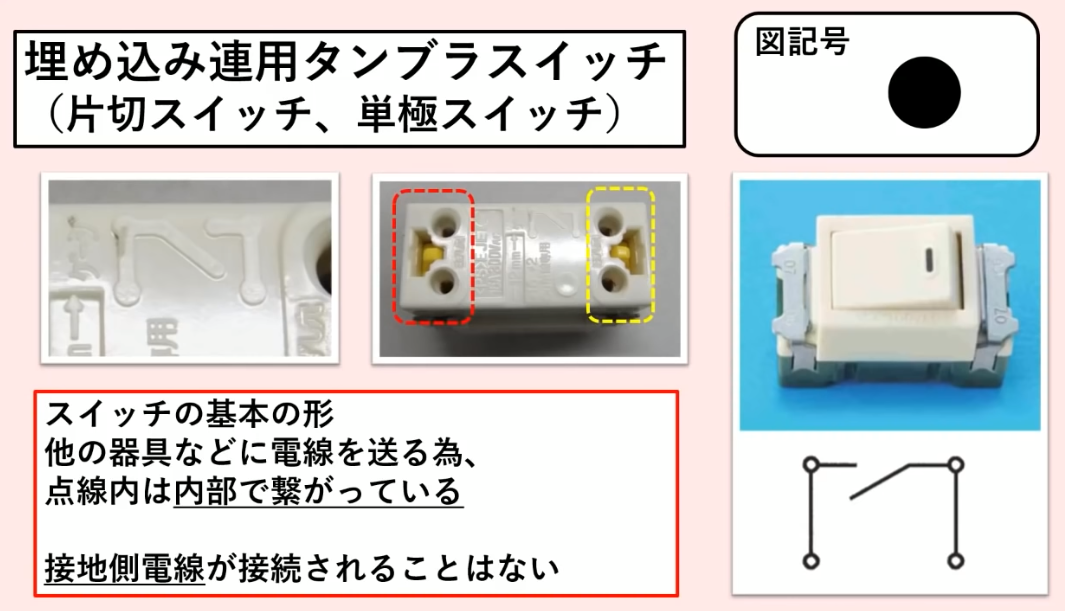 埋め込み連用タンブラスイッチ
（片切スイッチ、単極スイッチ）
図記号
スイッチの基本の形
他の器具などに電線を送る為、
点線内は内部で繋がっている
接地側電線が接続されることはない
07
07